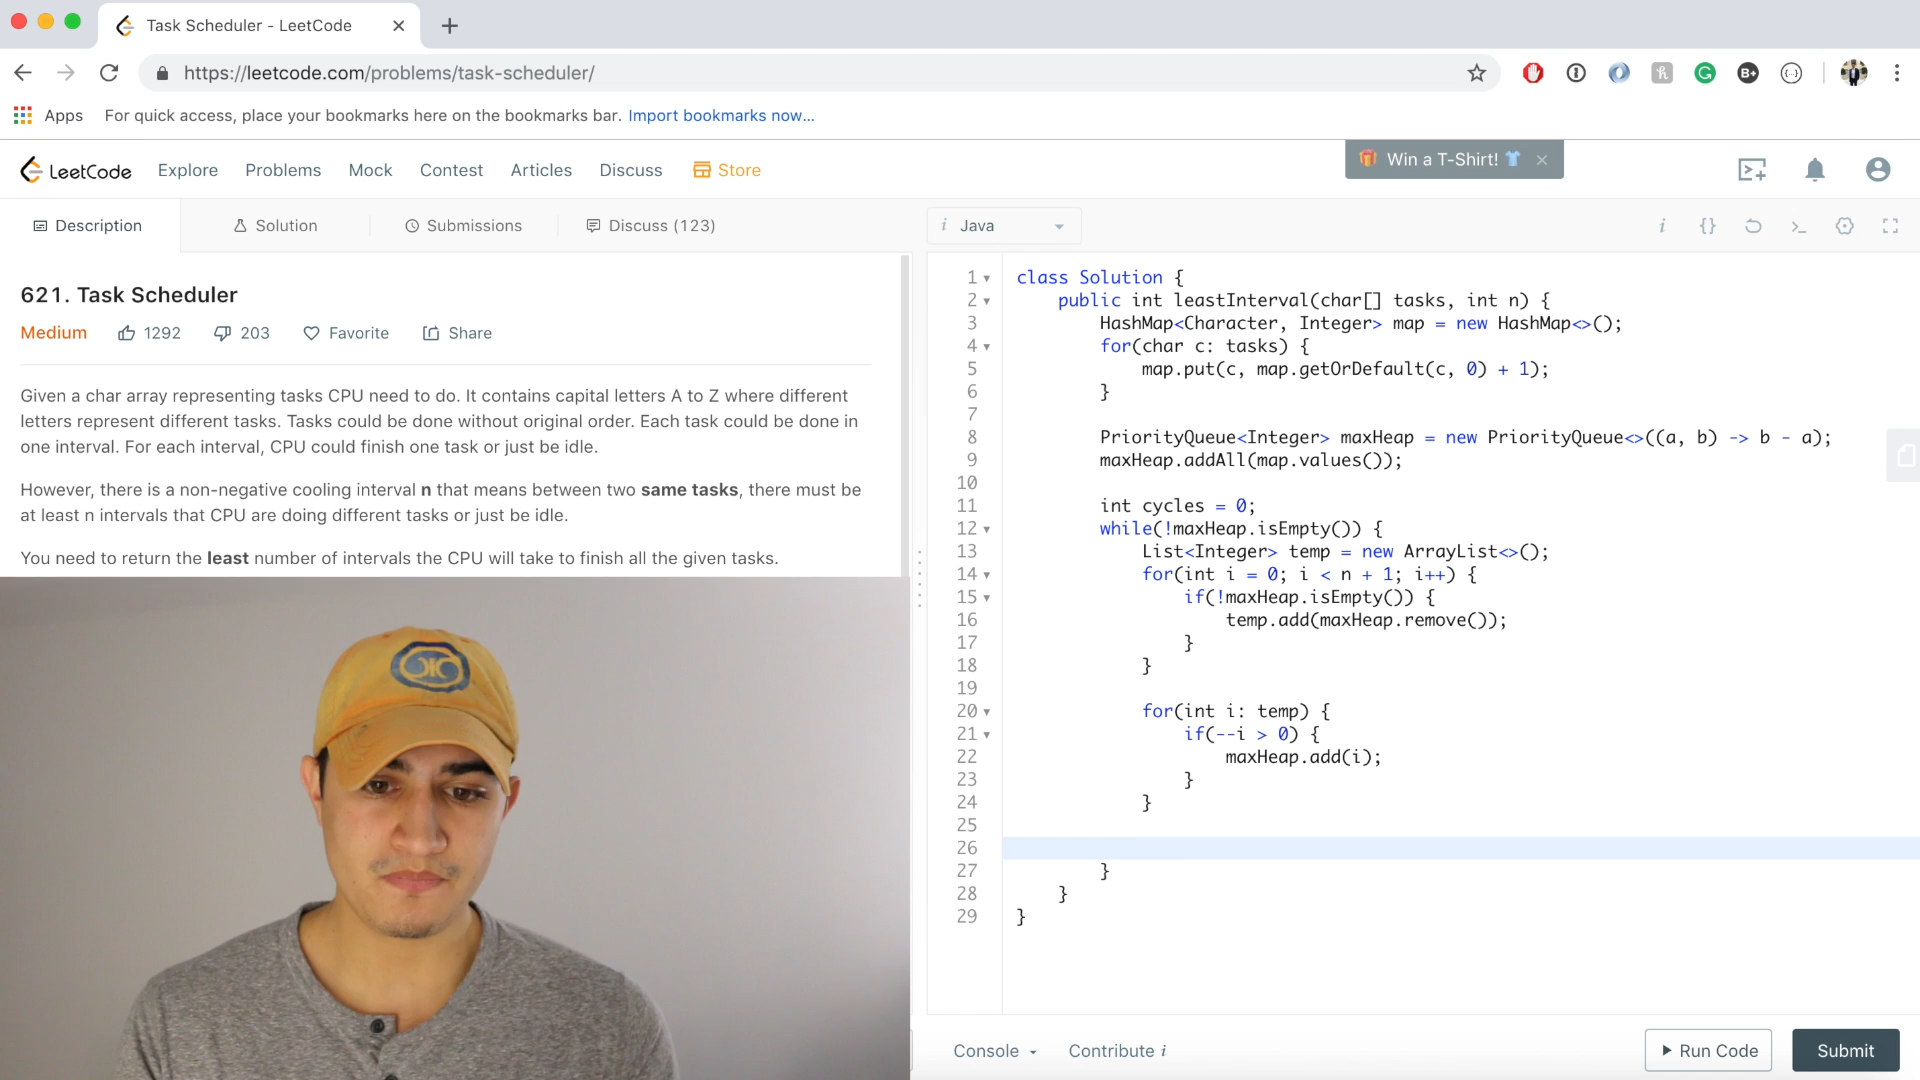 Task Scheduler - LeetCode
https://leetcode.com/problems/task-scheduler/
Apps For quick access, place your bookmarks here on the bookmarks bar. Import bookmarks now...
LeetCode Explore Problems Mock Contest Articles Discuss Store Win a T-Shirt!
Description Solution Submissions Discuss (123)
621. Task Scheduler
Medium 1292 203 Favorite Share
Given a char array representing tasks CPU need to do. It contains capital letters A to Z where different
letters represent different tasks. Tasks could be done without original order. Each task could be done in
one interval. For each interval, CPU could finish one task or just be idle.
However, there is a non-negative cooling interval n that means between two same tasks, there must be
at least n intervals that CPU are doing different tasks or just be idle.
You need to return the least number of intervals the CPU will take to finish all the given tasks.
i Java
1 class Solution {
2 public int leastInterval(char[] tasks, int n) {
3 HashMap<Character, Integer> map = new HashMap<>();
4 for(char c: tasks) {
5 map.put(c, map.getOrDefault(c, 0) + 1);
6 }
7
8 PriorityQueue<Integer> maxHeap = new PriorityQueue<>((a, b) -> b - a);
9 maxHeap.addAll(map.values());
10
11 int cycles = 0;
12 while(!maxHeap.isEmpty()) {
13 List<Integer> temp = new ArrayList<>();
14 for(int i = 0; i < n + 1; i++) {
15 if(!maxHeap.isEmpty()) {
16 temp.add(maxHeap.remove());
17 }
18 }
19
20 for(int i: temp) {
21 if(--i > 0) {
22 maxHeap.add(i);
23 }
24 }
25
26
27 }
28 }
29 }
Console Contribute i Run Code Submit